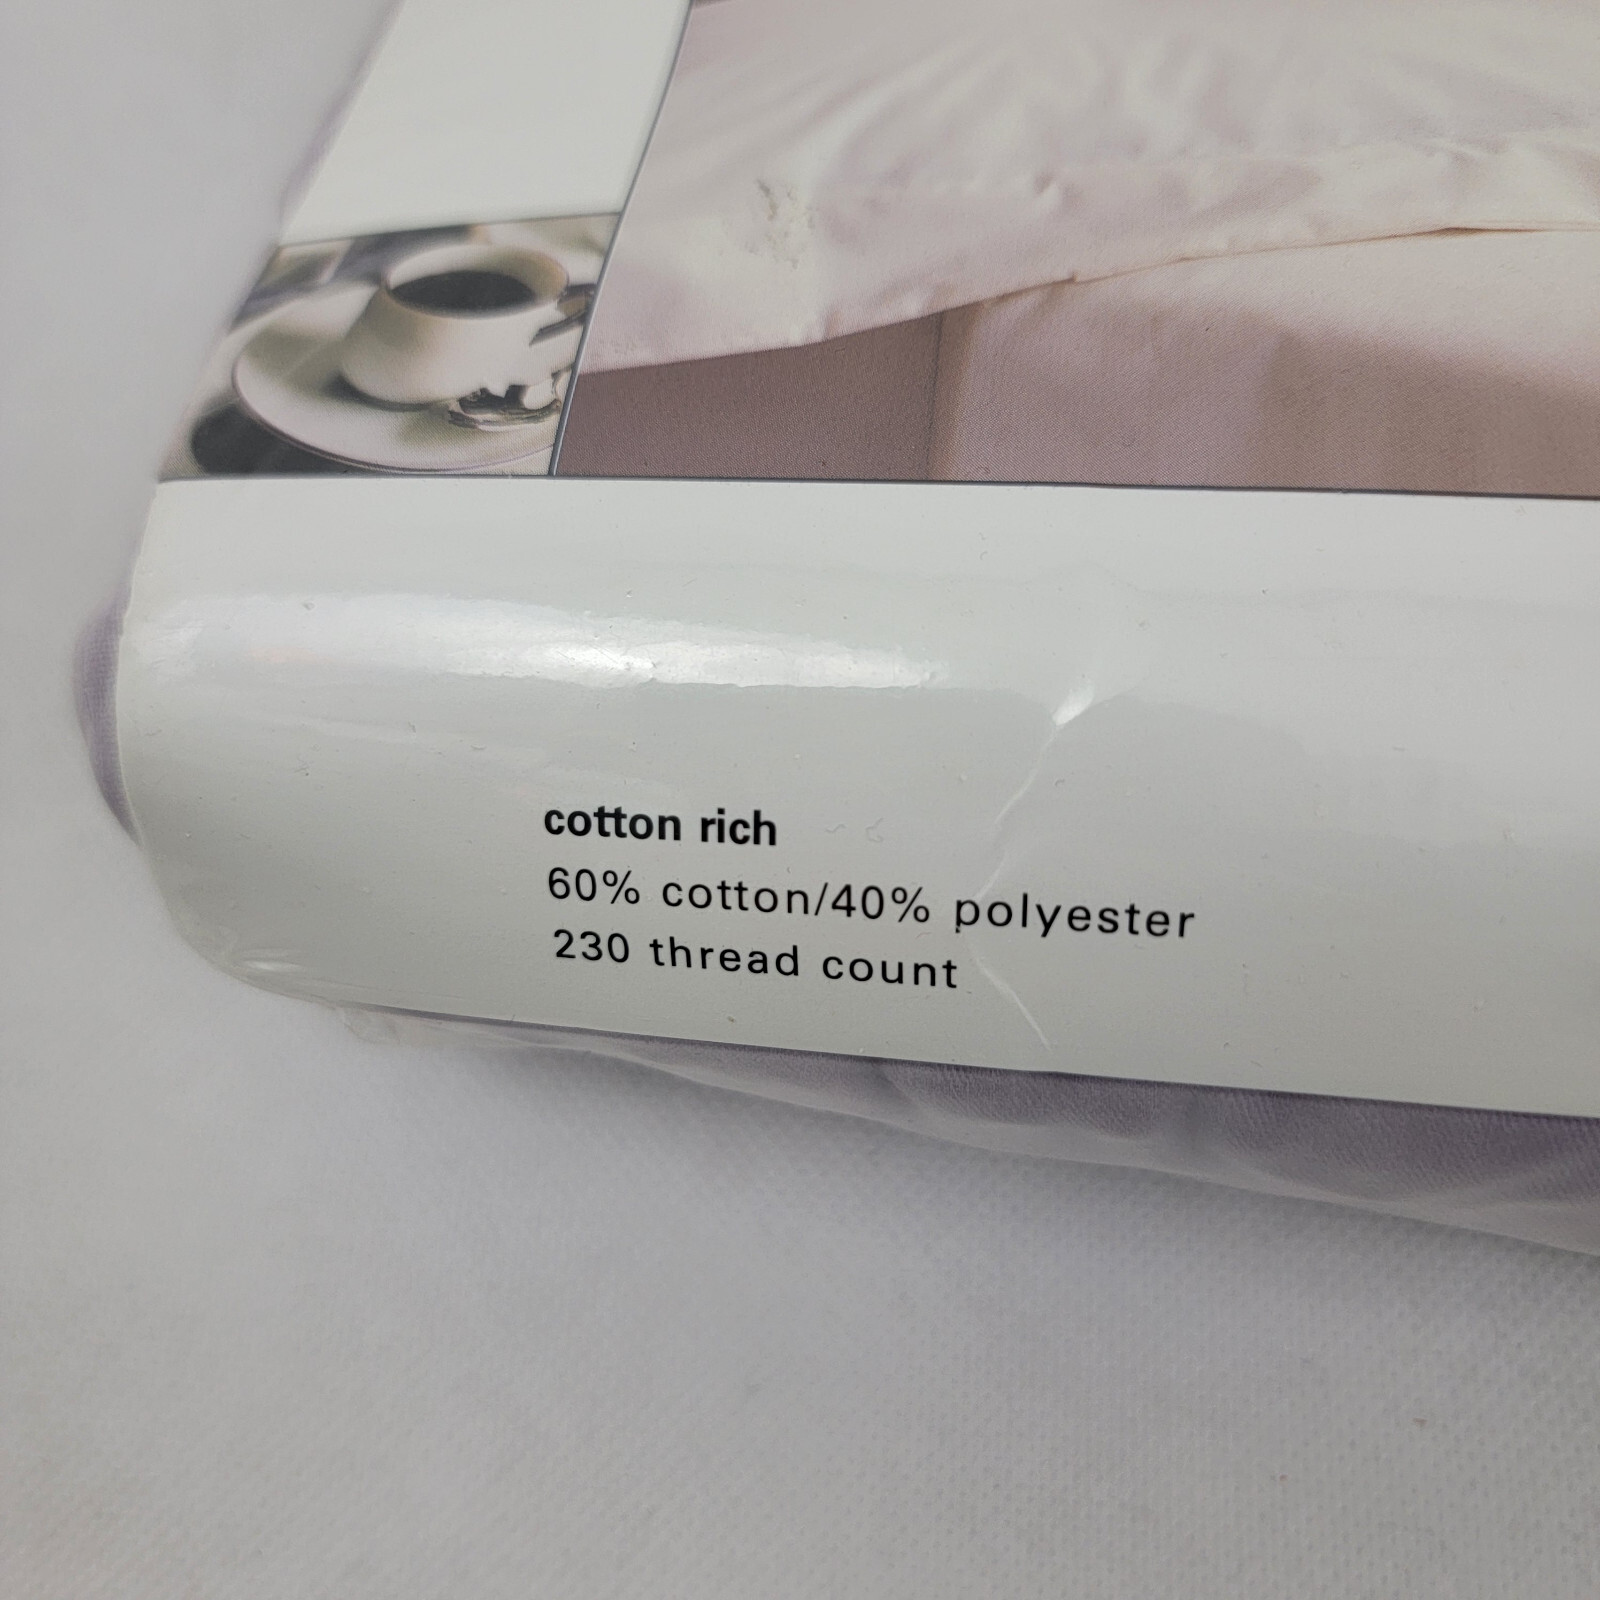 cotton rich
60% cotton/40% polyester
230 thread count